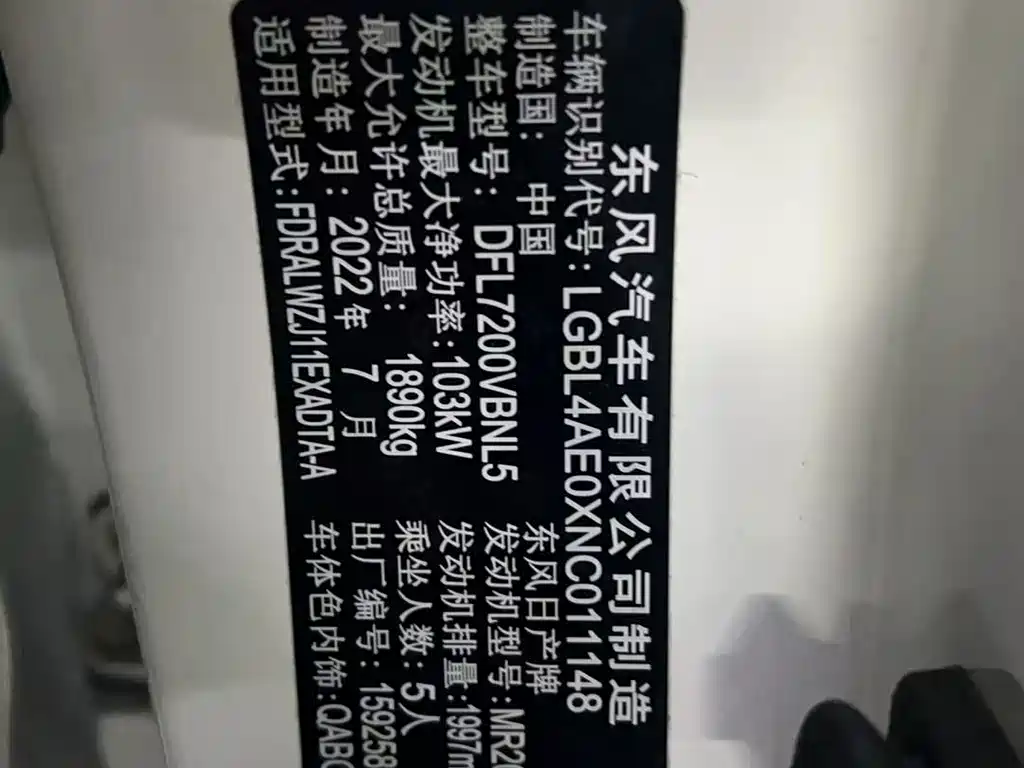 东风汽车有限公司制造
车辆识别代号:LGBL4AE0XNC011148
制造国: 中国 东风日产牌
整车型号: DFL7200VBNL5 发动机型号:MR20
发动机最大净功率:103kW 发动机排量:1997m
最大允许总质量: 1890kg 乘坐人数:5人
制造年月: 2022年 7月 出厂编号:159258
适用型式:FDRALWZJ11EXADTA-A 车体色内饰:QAB